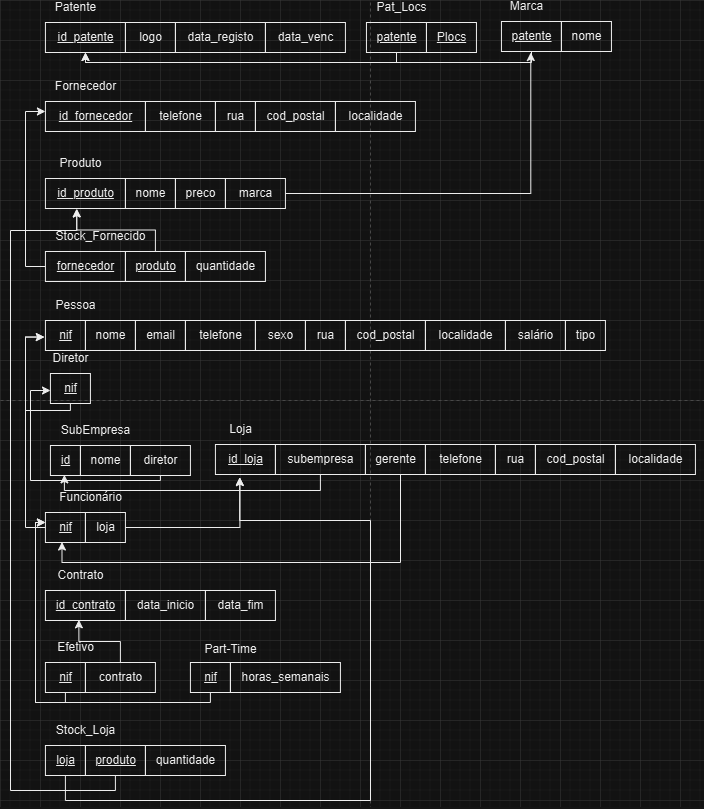 Patente Pat_Locs Marca
id_patente logo data_registo data_venc patente Plocs patente nome
Fornecedor
id_fornecedor telefone rua cod_postal localidade
Produto
id_produto nome preco marca
Stock_Fornecido
fornecedor produto quantidade
Pessoa
nif nome email telefone sexo rua cod_postal localidade salário tipo
Diretor
nif
SubEmpresa Loja
id nome diretor id_loja subempresa gerente telefone rua cod_postal localidade
Funcionário
nif loja
Contrato
id_contrato data_inicio data_fim
Efetivo Part-Time
nif contrato nif horas_semanais
Stock_Loja
loja produto quantidade